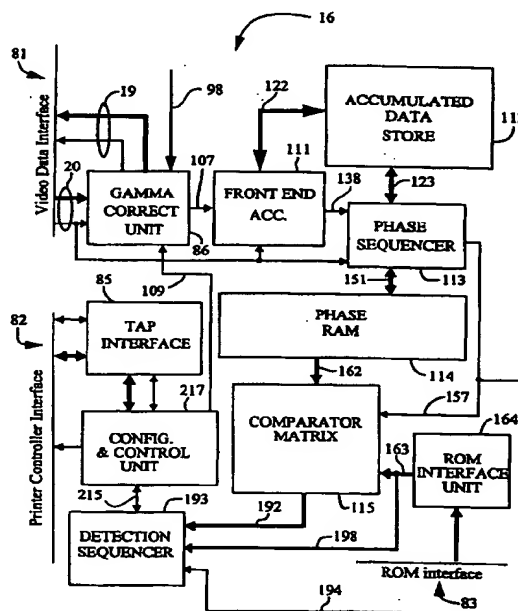 16
81
19
98
122
ACCUMULATED
DATA
STORE
Video Data Interface
20
107
111
138
123
GAMMA
CORRECT
UNIT
FRONT END
ACC.
PHASE
SEQUENCER
86
109
151
113
85
82
TAP
INTERFACE
PHASE
RAM
217
162
114
157
164
Printer Controller Interface
CONFIG.
& CONTROL
UNIT
COMPARATOR
MATRIX
163
ROM
INTERFACE
UNIT
215
193
192
115
DETECTION
SEQUENCER
198
ROM interface
194
83